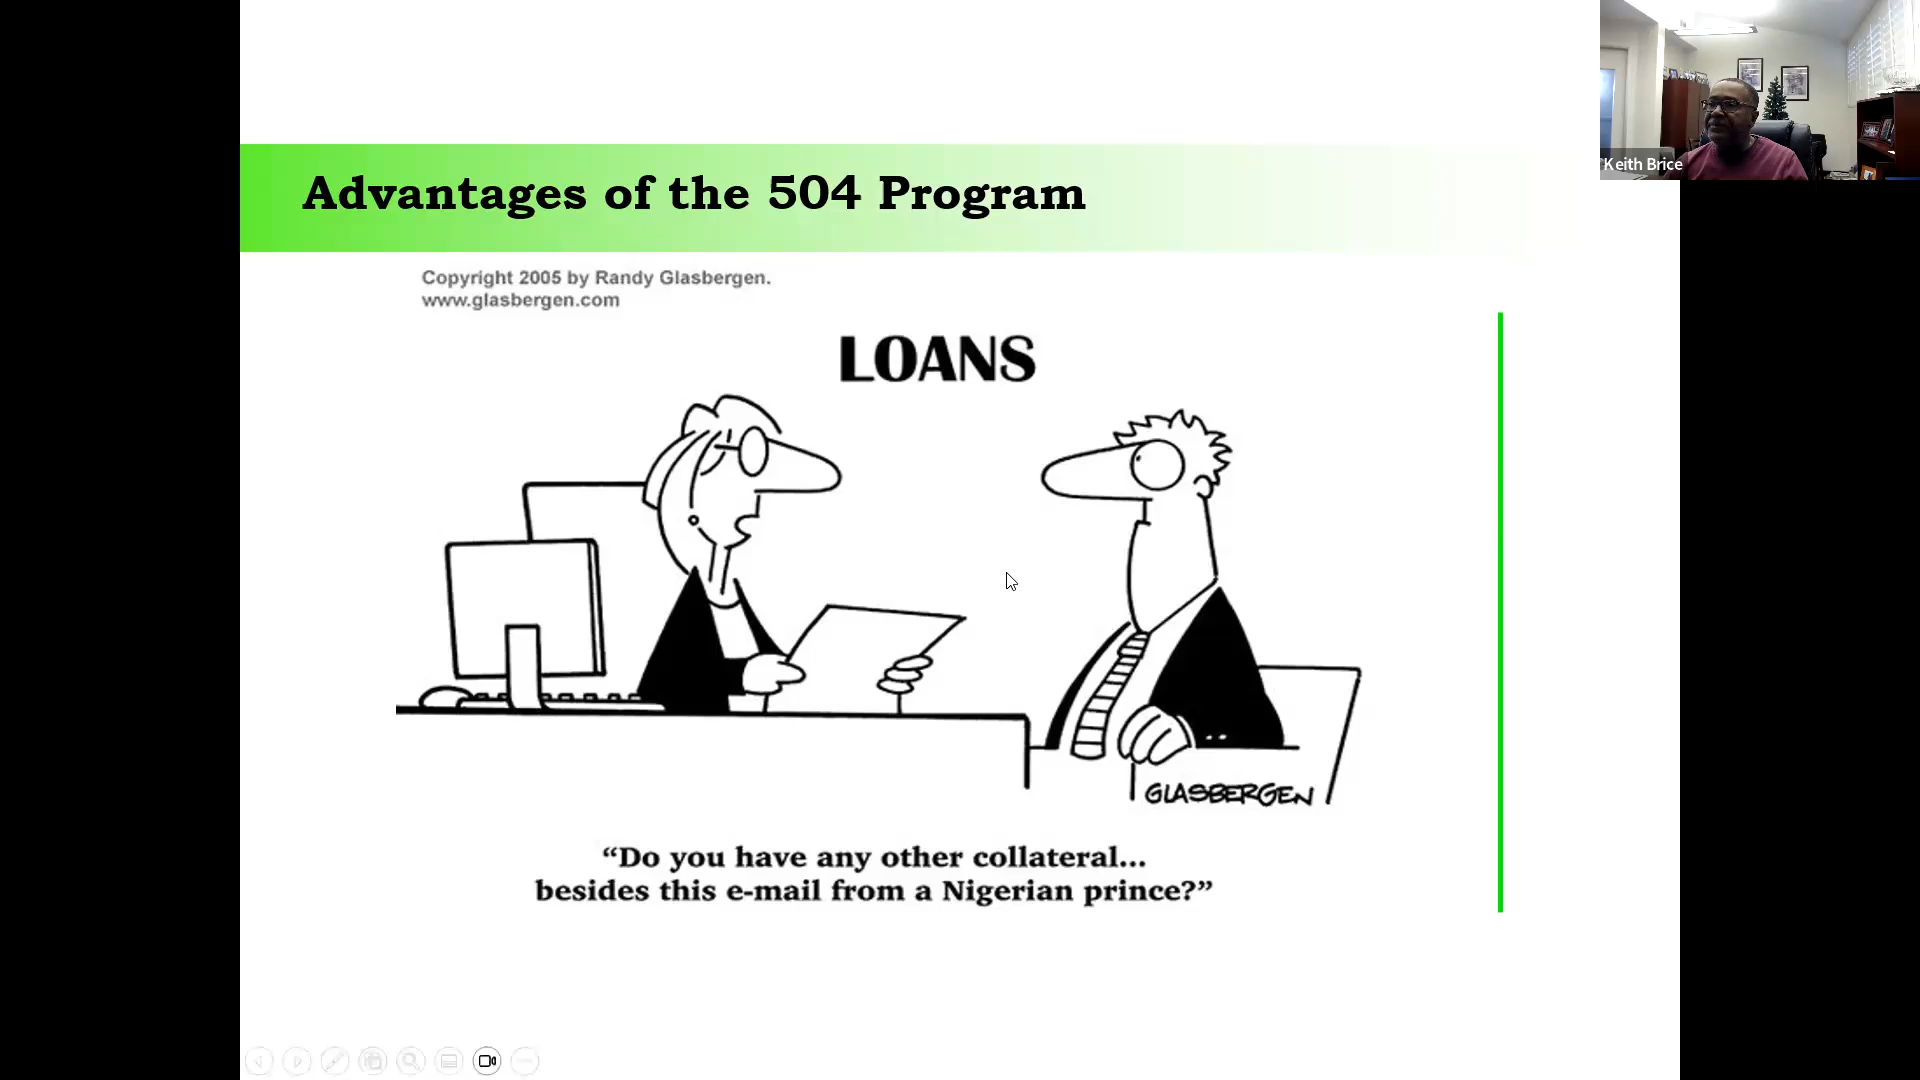 Advantages of the 504 Program
Keith Brice
Copyright 2005 by Randy Glasbergen.
www.glasbergen.com
LOANS
GLASBERGEN
“Do you have any other collateral...
besides this e-mail from a Nigerian prince?”